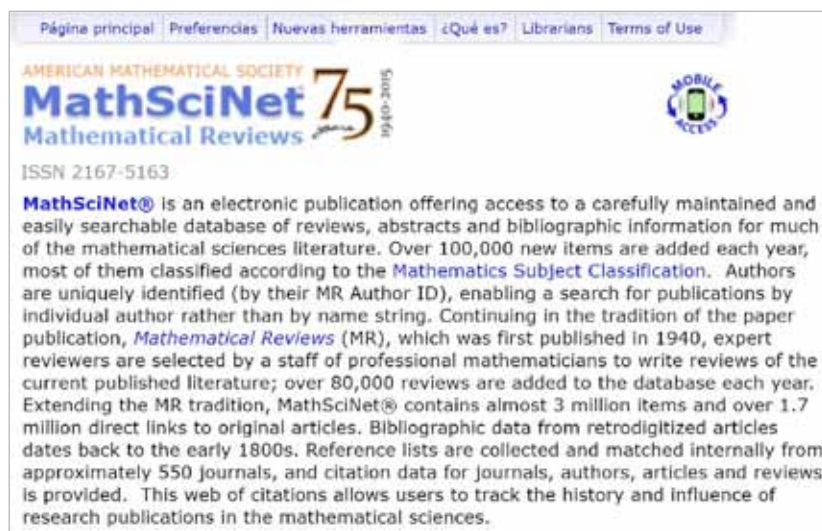 Página principal Preferencias Nuevas herramientas ¿Qué es? Librarians Terms of Use
AMERICAN MATHEMATICAL SOCIETY
MathSciNet 75 years 1940-2015
Mathematical Reviews
MOBILE ACCESS
ISSN 2167-5163
MathSciNet® is an electronic publication offering access to a carefully maintained and
easily searchable database of reviews, abstracts and bibliographic information for much
of the mathematical sciences literature. Over 100,000 new items are added each year,
most of them classified according to the Mathematics Subject Classification. Authors
are uniquely identified (by their MR Author ID), enabling a search for publications by
individual author rather than by name string. Continuing in the tradition of the paper
publication, Mathematical Reviews (MR), which was first published in 1940, expert
reviewers are selected by a staff of professional mathematicians to write reviews of the
current published literature; over 80,000 reviews are added to the database each year.
Extending the MR tradition, MathSciNet® contains almost 3 million items and over 1.7
million direct links to original articles. Bibliographic data from retrodigitized articles
dates back to the early 1800s. Reference lists are collected and matched internally from
approximately 550 journals, and citation data for journals, authors, articles and reviews
is provided. This web of citations allows users to track the history and influence of
research publications in the mathematical sciences.